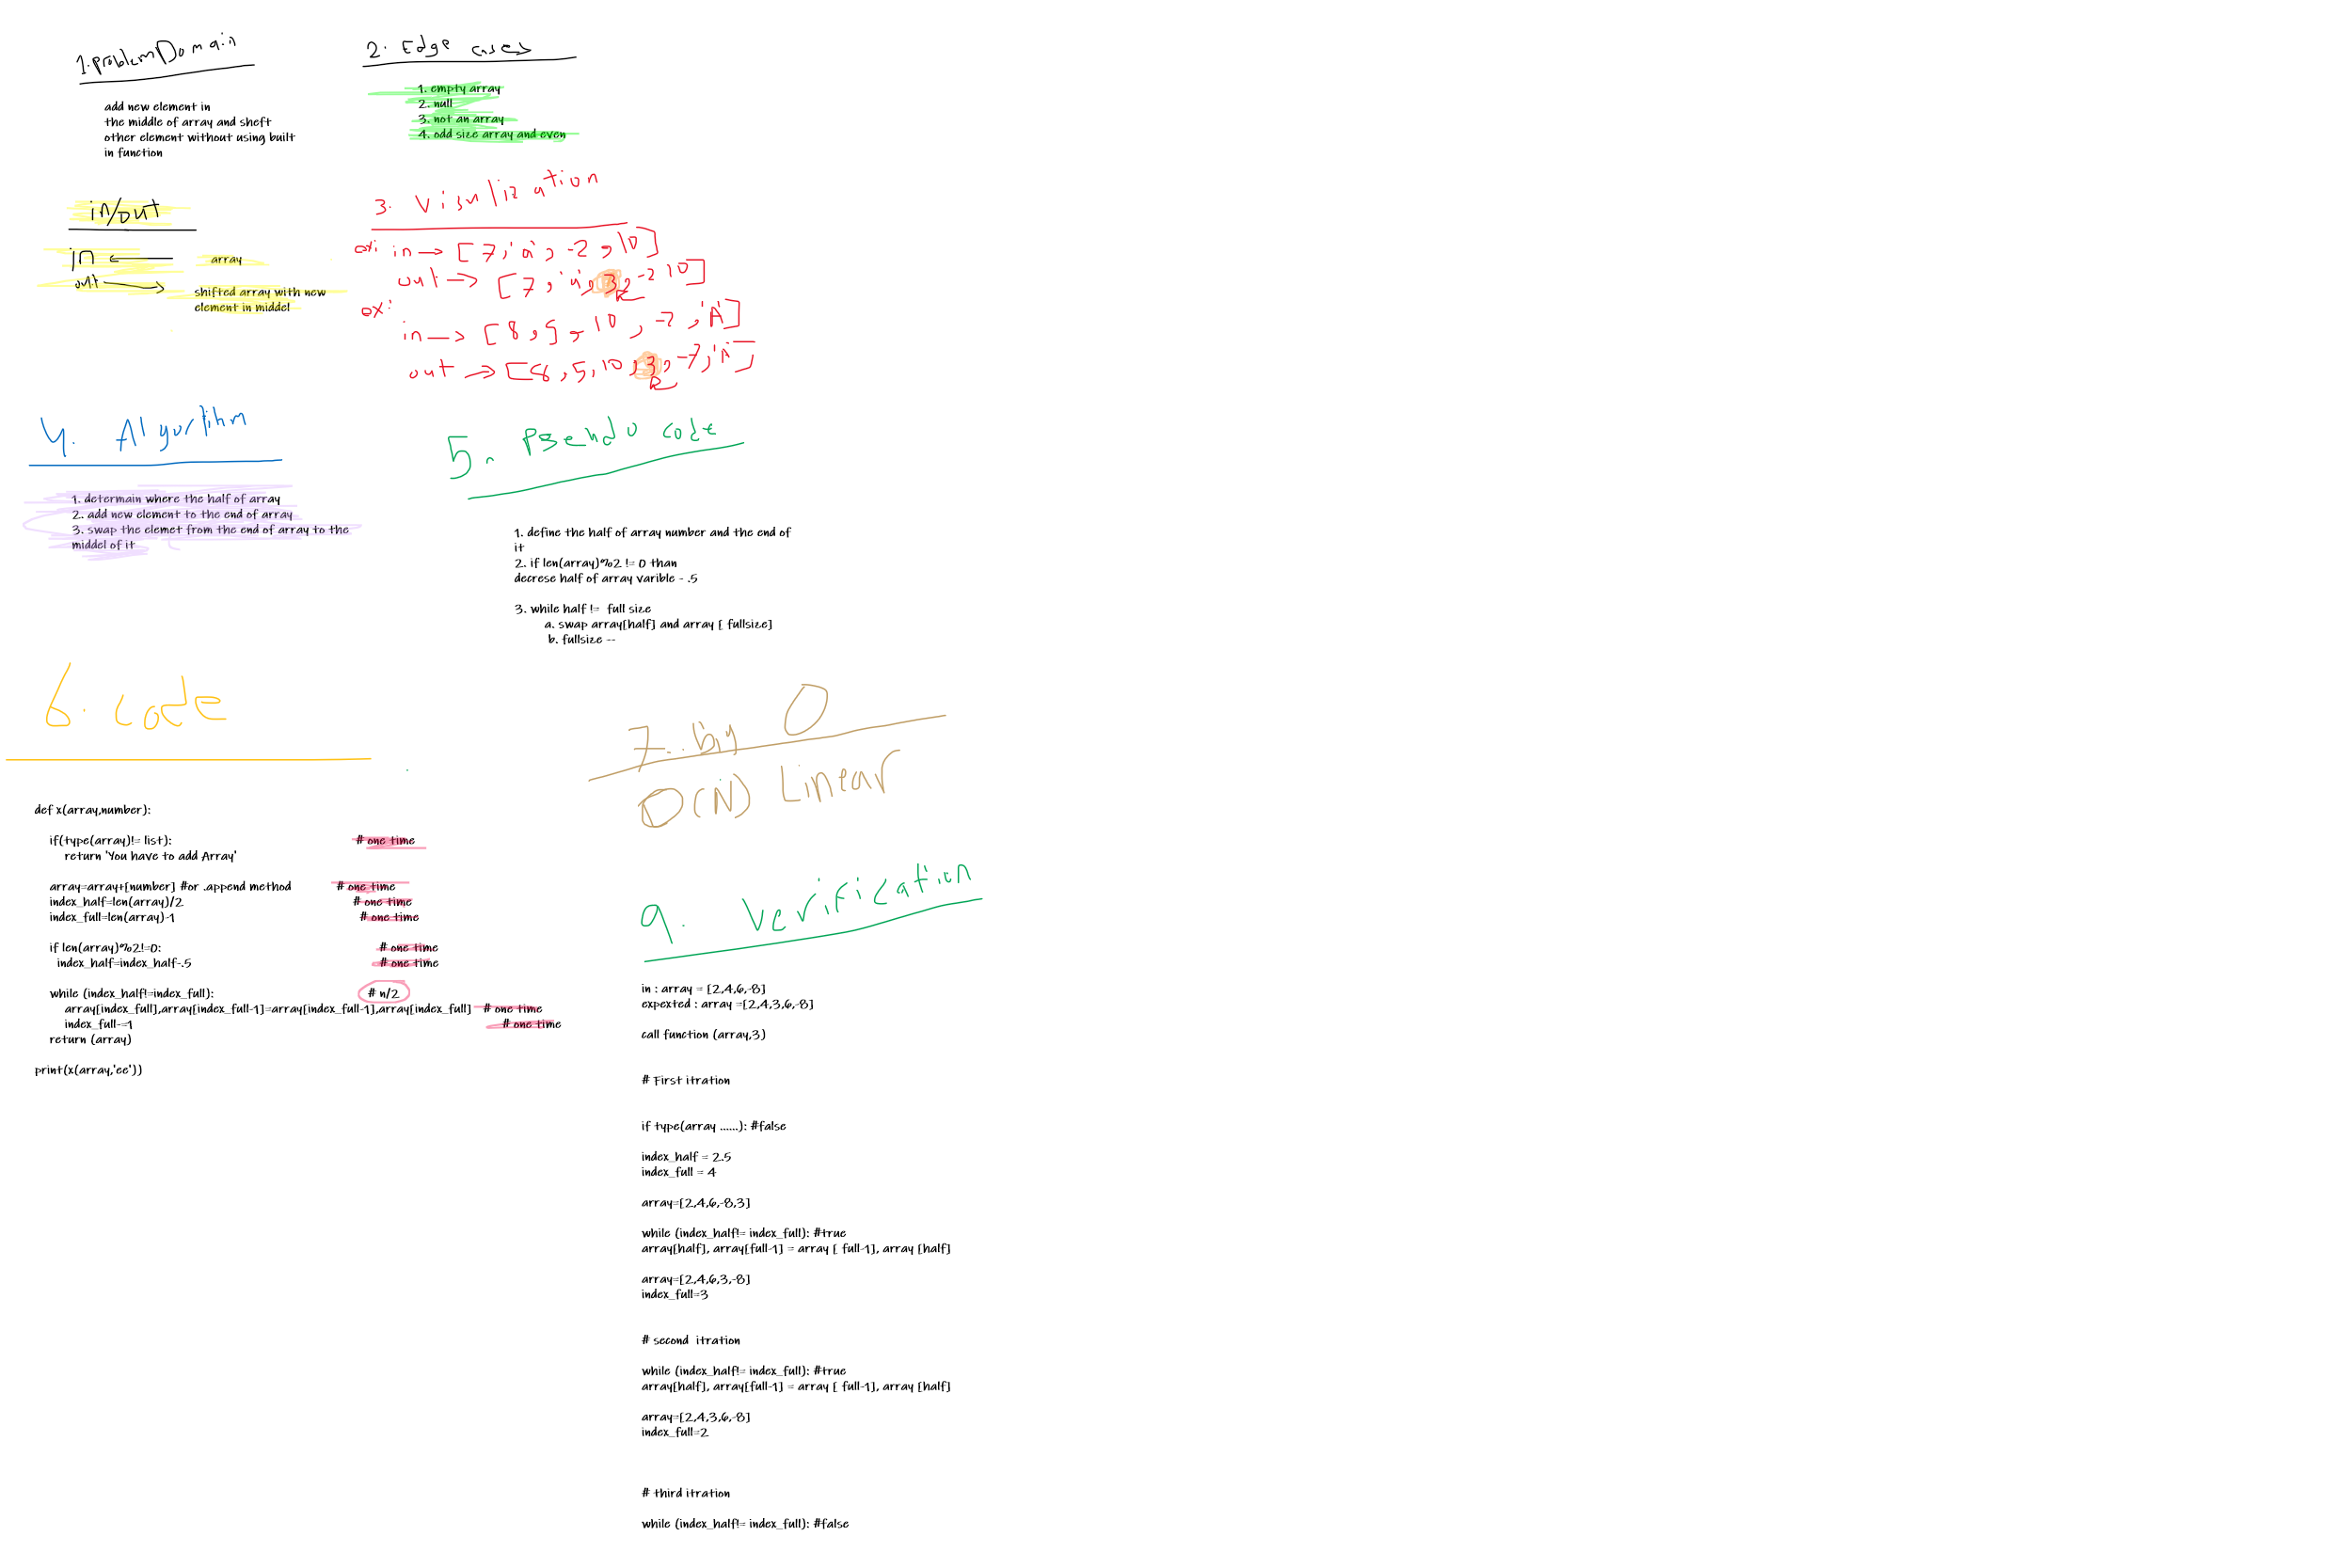 1. problem Domain
add new element in
the middle of array and sheft
other element without using built
in function
in/out
in
array
out
shifted array with new
element in middel
2. Edge cases
1. empty array
2. null
3. not an array
4. odd size array and even
3. Visulization
ex: in → [ 7, 'a', -2, 10 ]
out → [ 7, 'a', 3, -2 10 ]
ex:
in → [ 8, 5, 10, -7, 'A' ]
out → [ 8, 5, 10, 3, -7, 'A' ]
4. Algorithm
1. determain where the half of array
2. add new element to the end of array
3. swap the elemet from the end of array to the
middel of it
5. Pseudo code
1. define the half of array number and the end of
it
2. if len(array)%2 != 0 than
decrese half of array varible - .5
3. while half != full size
a. swap array[half] and array [ fullsize]
b. fullsize --
6. code
def x(array,number):
if(type(array)!= list): # one time
return 'You have to add Array'
array=array+[number] #or .append method # one time
index_half=len(array)/2 # one time
index_full=len(array)-1 # one time
if len(array)%2!=0: # one time
index_half=index_half-.5 # one time
while (index_half!=index_full): # n/2
array[index_full],array[index_full-1]=array[index_full-1],array[index_full] # one time
index_full-=1 # one time
return (array)
print(x(array,'ee'))
7. big O
O(N) Linear
9. Verification
in : array = [2,4,6,-8]
expexted : array =[2,4,3,6,-8]
call function (array,3)
# First itration
if type(array ......): #false
index_half = 2.5
index_full = 4
array=[2,4,6,-8,3]
while (index_half!= index_full): #true
array[half], array[full-1] = array [ full-1], array [half]
array=[2,4,6,3,-8]
index_full=3
# second itration
while (index_half!= index_full): #true
array[half], array[full-1] = array [ full-1], array [half]
array=[2,4,3,6,-8]
index_full=2
# third itration
while (index_half!= index_full): #false